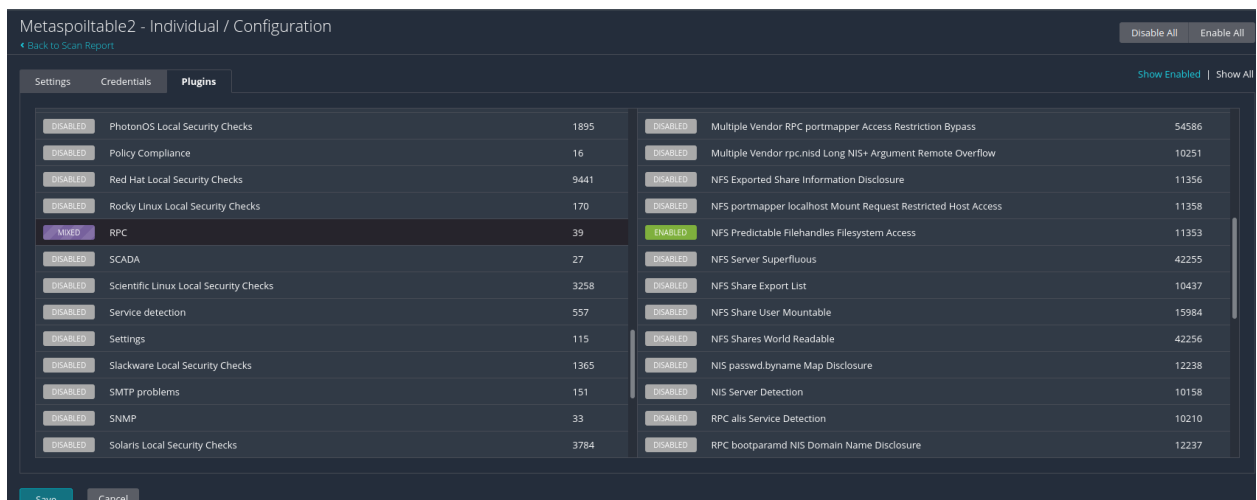 Metaspoiltable2 - Individual / Configuration
Disable All Enable All
Back to Scan Report
Settings Credentials Plugins
Show Enabled | Show All
DISABLED PhotonOS Local Security Checks 1895
DISABLED Policy Compliance 16
DISABLED Red Hat Local Security Checks 9441
DISABLED Rocky Linux Local Security Checks 170
MIXED RPC 39
DISABLED SCADA 27
DISABLED Scientific Linux Local Security Checks 3258
DISABLED Service detection 557
DISABLED Settings 115
DISABLED Slackware Local Security Checks 1365
DISABLED SMTP problems 151
DISABLED SNMP 33
DISABLED Solaris Local Security Checks 3784
DISABLED Multiple Vendor RPC portmapper Access Restriction Bypass 54586
DISABLED Multiple Vendor rpc.nisd Long NIS+ Argument Remote Overflow 10251
DISABLED NFS Exported Share Information Disclosure 11356
DISABLED NFS portmapper localhost Mount Request Restricted Host Access 11358
ENABLED NFS Predictable Filehandles Filesystem Access 11353
DISABLED NFS Server Superfluous 42255
DISABLED NFS Share Export List 10437
DISABLED NFS Share User Mountable 15984
DISABLED NFS Shares World Readable 42256
DISABLED NIS passwd.byname Map Disclosure 12238
DISABLED NIS Server Detection 10158
DISABLED RPC alis Service Detection 10210
DISABLED RPC bootparamd NIS Domain Name Disclosure 12237
Save Cancel